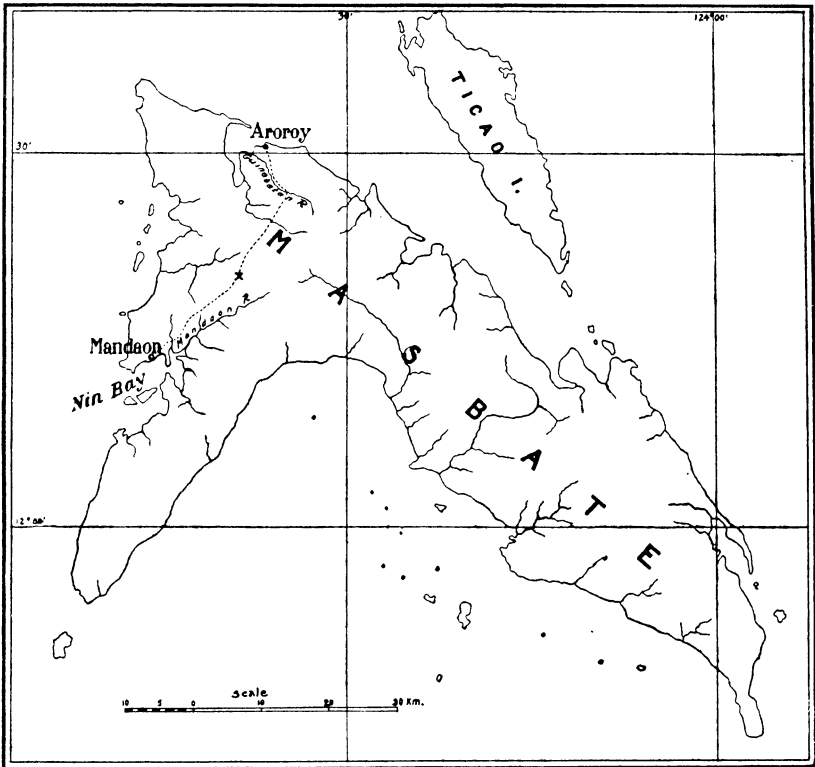 30'
124°00'
TICAO I.
Aroroy
30'
MASBATE
Mandaon R
Mandaon
Nin Bay
12°00'
Scale
10 5 0 10 20 30 Km.